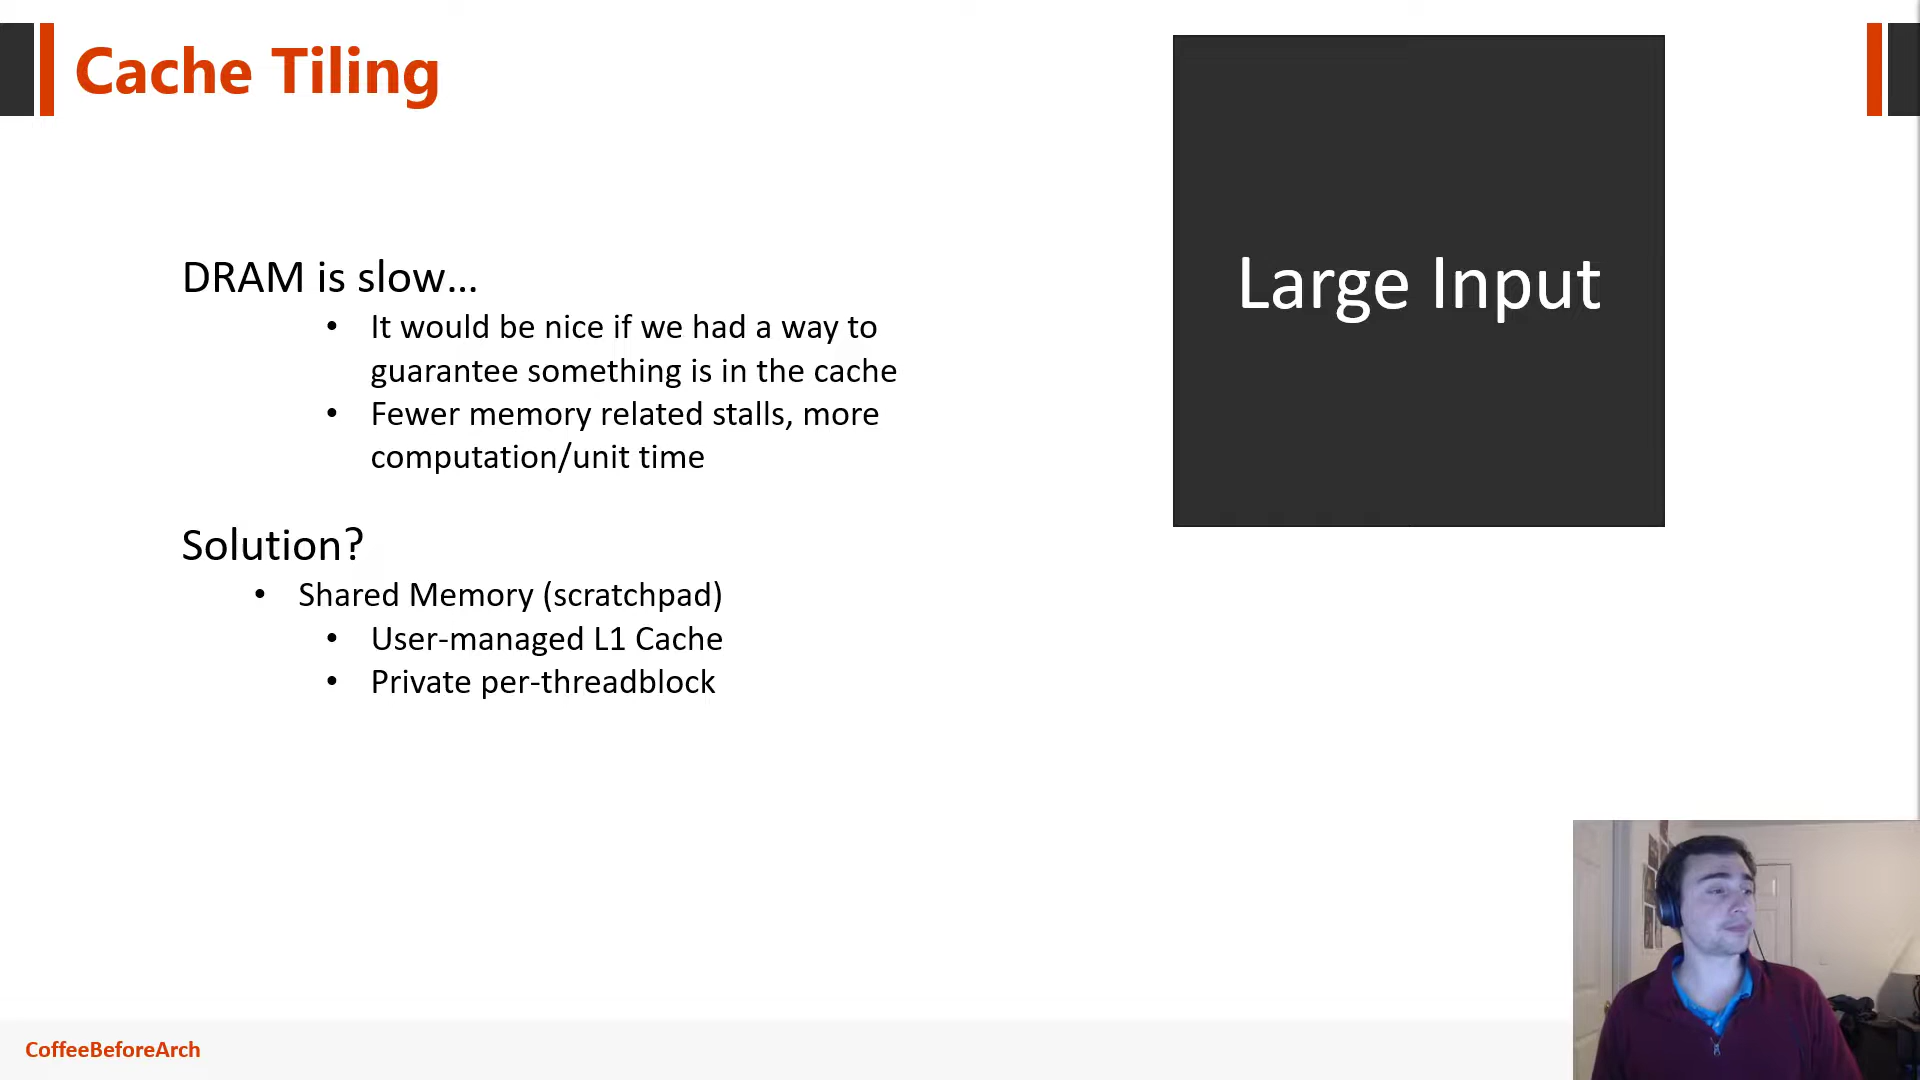 Cache Tiling
DRAM is slow...
• It would be nice if we had a way to
guarantee something is in the cache
• Fewer memory related stalls, more
computation/unit time
Solution?
• Shared Memory (scratchpad)
• User-managed L1 Cache
• Private per-threadblock
Large Input
CoffeeBeforeArch